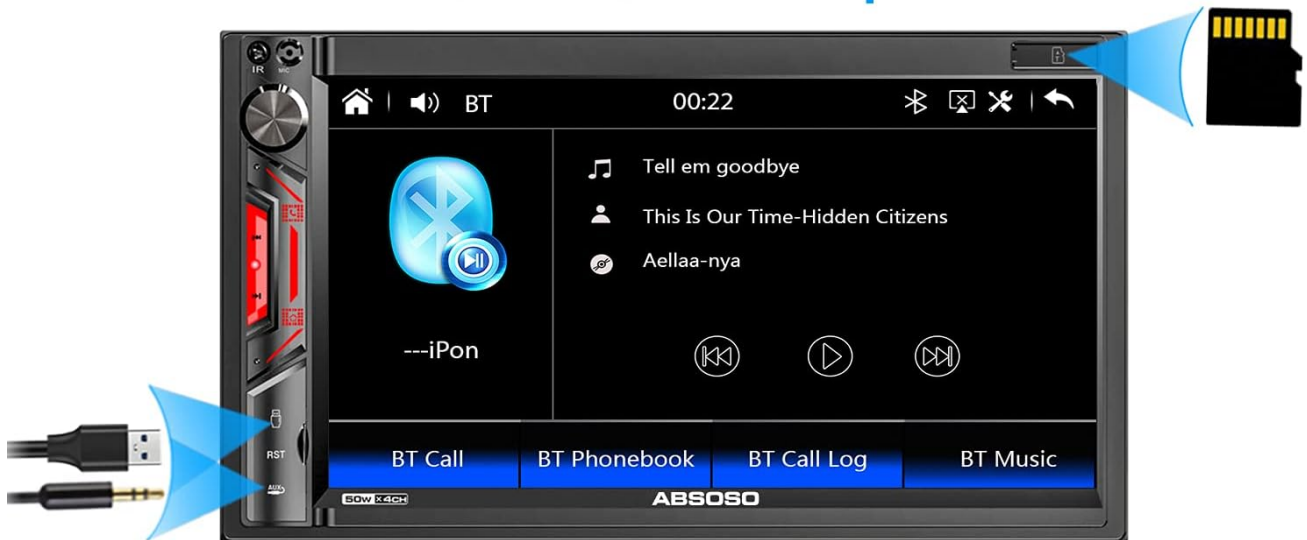 IR
MIC
BT
00:22
Tell em goodbye
This Is Our Time-Hidden Citizens
Aellaa-nya
---iPon
RST
AUX
BT Call
BT Phonebook
BT Call Log
BT Music
50W X 4CH
ABSOSO